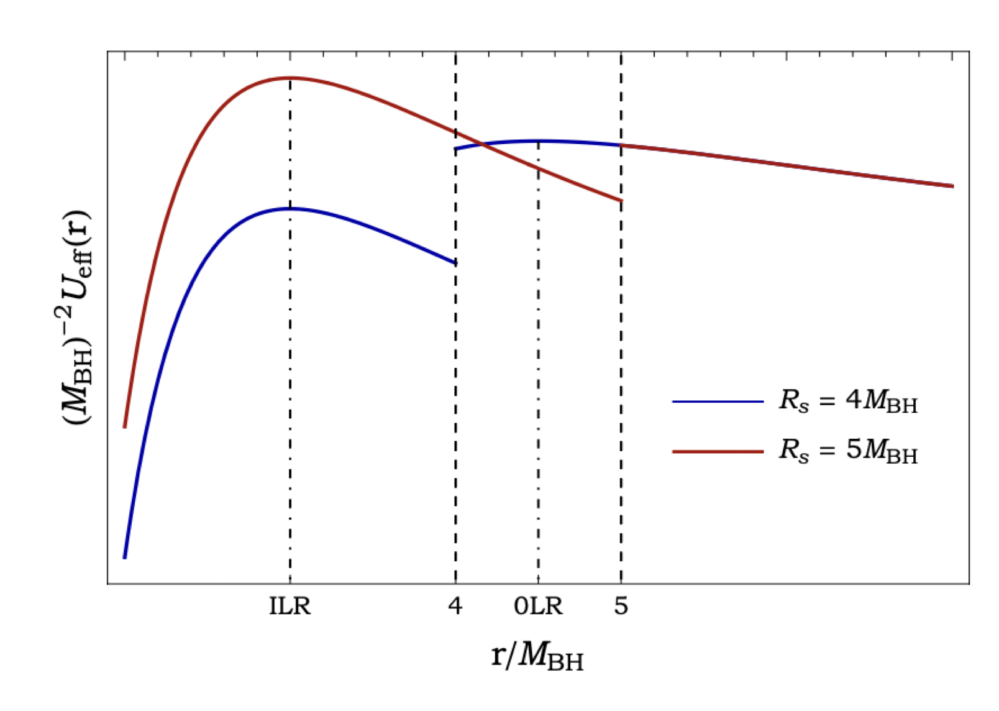 (M_BH)⁻² U_eff(r)
R_s = 4M_BH
R_s = 5M_BH
ILR 4 0LR 5
r/M_BH